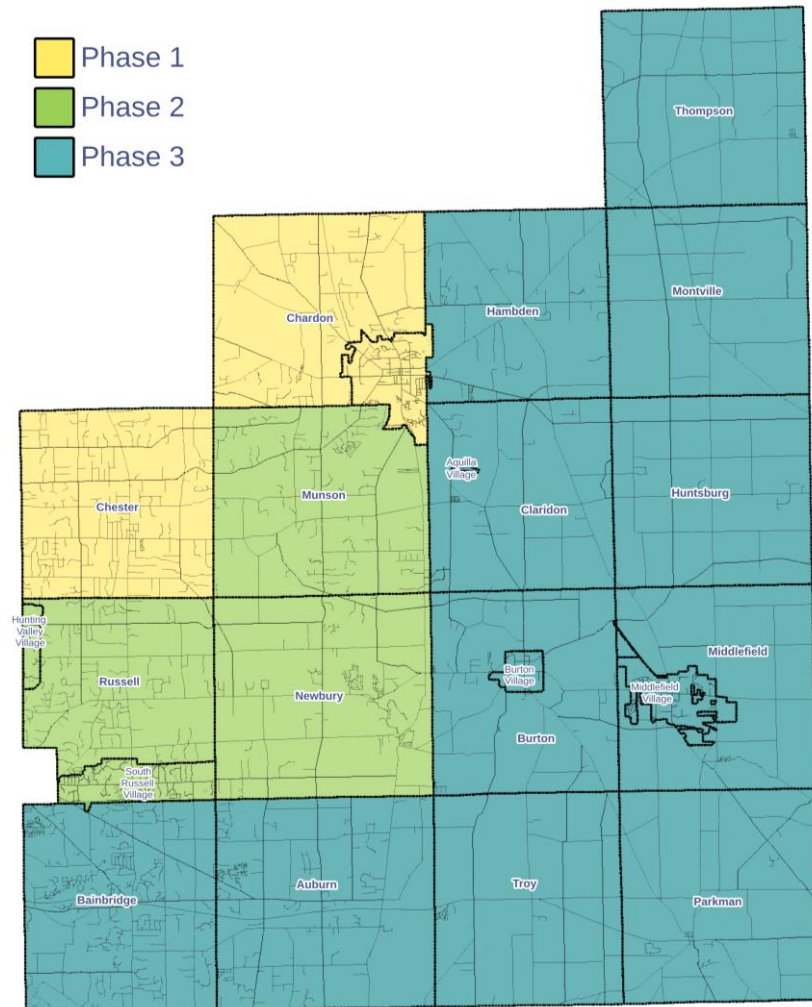 Phase 1
Phase 2
Phase 3
Thompson
Montville
Hambden
Chardon
Aquilla
Village
Huntsburg
Munson
Chester
Claridon
Hunting
Valley
Village
Middlefield
Russell
Newbury
Burton
Village
Middlefield
Village
Burton
South
Russell
Village
Auburn
Troy
Bainbridge
Parkman